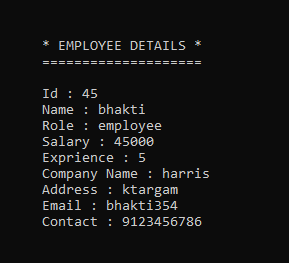 * EMPLOYEE DETAILS *
====================
Id : 45
Name : bhakti
Role : employee
Salary : 45000
Exprience : 5
Company Name : harris
Address : ktargam
Email : bhakti354
Contact : 9123456786